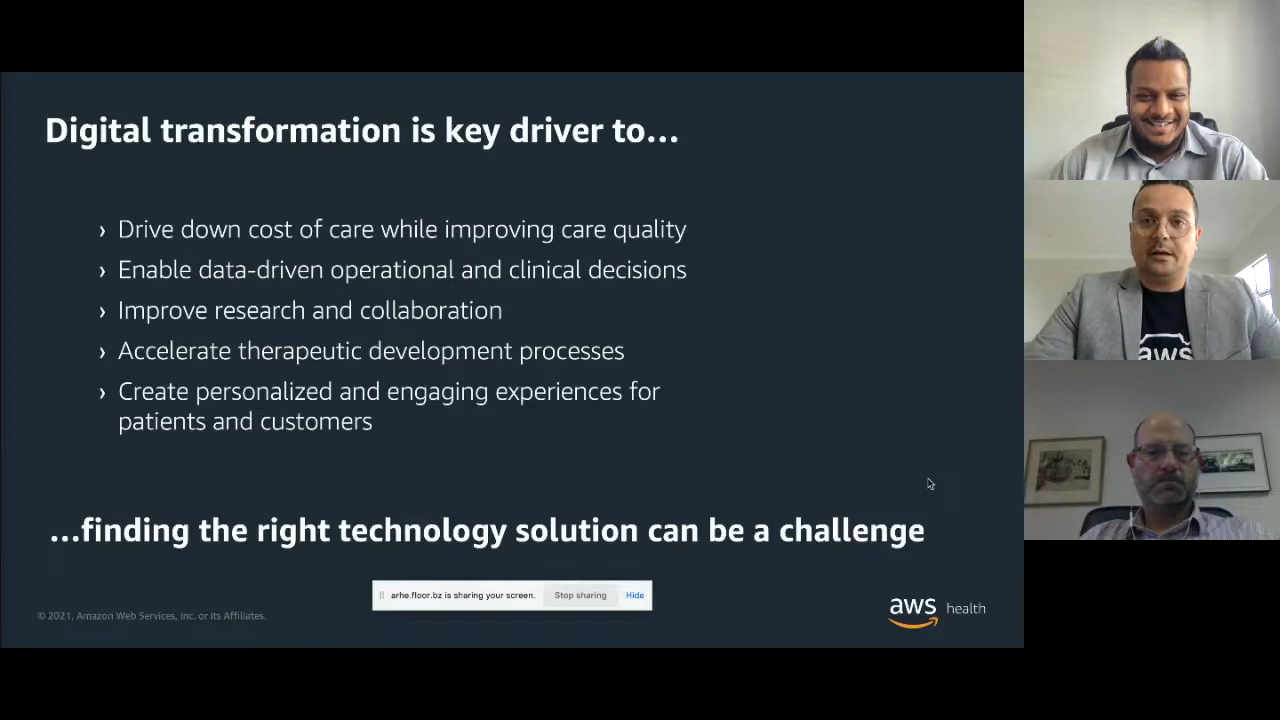 Digital transformation is key driver to...
› Drive down cost of care while improving care quality
› Enable data-driven operational and clinical decisions
› Improve research and collaboration
› Accelerate therapeutic development processes
› Create personalized and engaging experiences for
patients and customers
...finding the right technology solution can be a challenge
arhe.floor.bz is sharing your screen. Stop sharing Hide
© 2021, Amazon Web Services, Inc. or its Affiliates.
aws health
aws